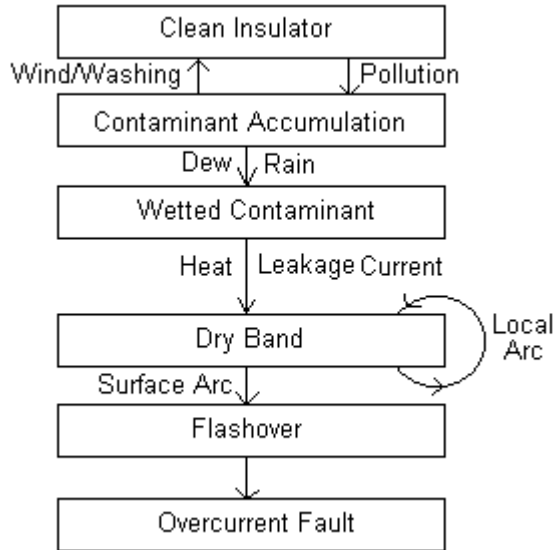 Clean Insulator
Wind/Washing
Pollution
Contaminant Accumulation
Dew Rain
Wetted Contaminant
Heat Leakage Current
Dry Band
Local
Arc
Surface Arc
Flashover
Overcurrent Fault